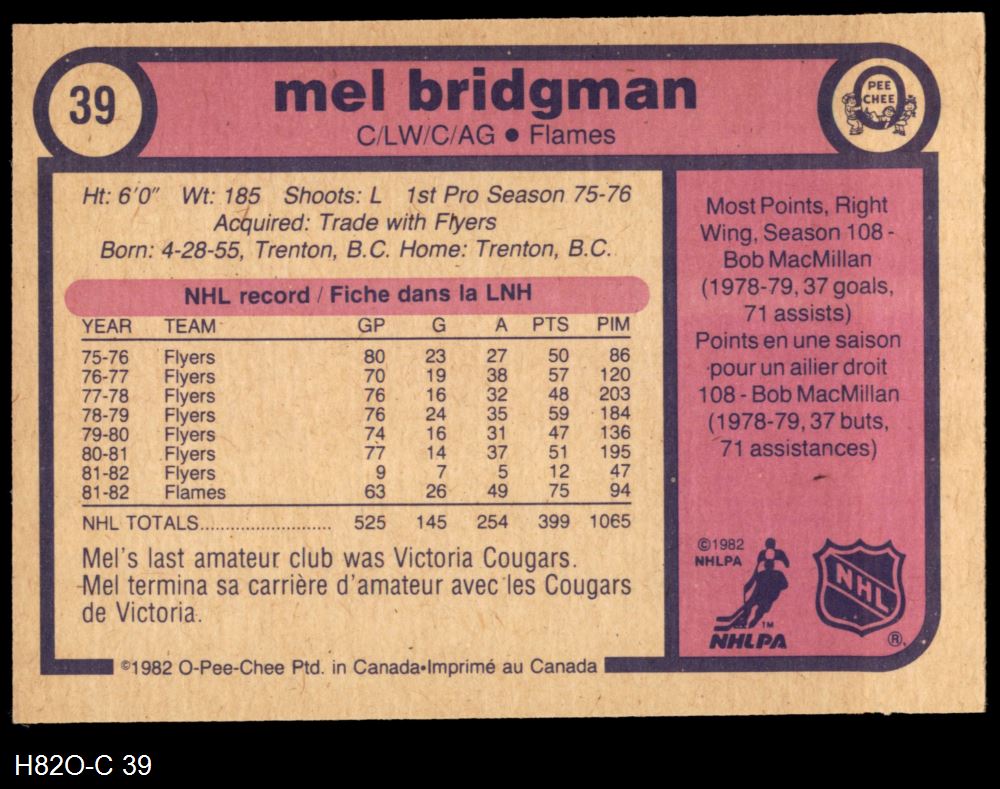 39
mel bridgman
C/LW/C/AG • Flames
PEE
CHEE
Ht: 6'0" Wt: 185 Shoots: L 1st Pro Season 75-76
Acquired: Trade with Flyers
Born: 4-28-55, Trenton, B.C. Home: Trenton, B.C.
NHL record / Fiche dans la LNH
YEAR TEAM GP G A PTS PIM
75-76 Flyers 80 23 27 50 86
76-77 Flyers 70 19 38 57 120
77-78 Flyers 76 16 32 48 203
78-79 Flyers 76 24 35 59 184
79-80 Flyers 74 16 31 47 136
80-81 Flyers 77 14 37 51 195
81-82 Flyers 9 7 5 12 47
81-82 Flames 63 26 49 75 94
NHL TOTALS............................ 525 145 254 399 1065
Mel's last amateur club was Victoria Cougars.
Mel termina sa carrière d'amateur avec les Cougars
de Victoria.
©1982 O-Pee-Chee Ptd. in Canada•Imprimé au Canada
Most Points, Right
Wing, Season 108 -
Bob MacMillan
(1978-79, 37 goals,
71 assists)
Points en une saison
pour un ailier droit
108 - Bob MacMillan
(1978-79, 37 buts,
71 assistances)
©1982
NHLPA
TM
NHLPA
NHL
®
H82O-C 39